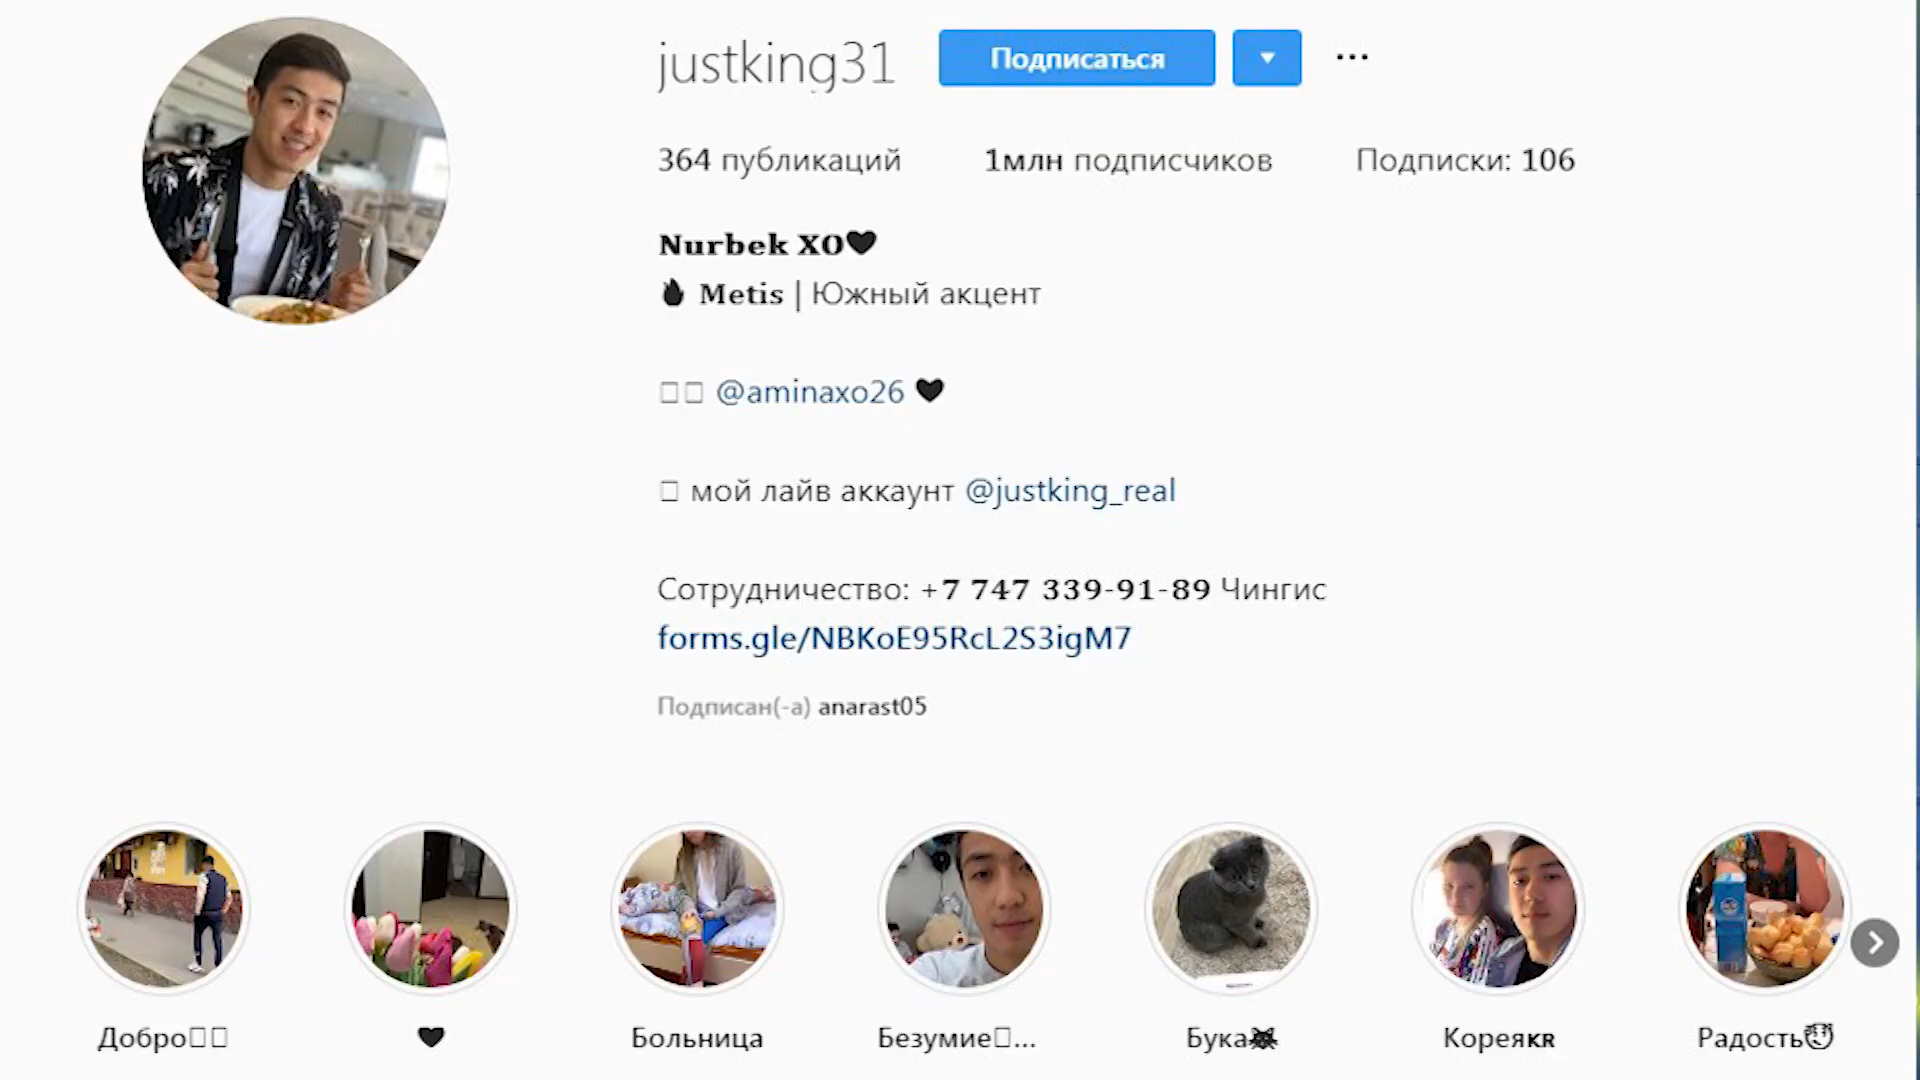 justking31 Подписаться ...
364 публикаций 1млн подписчиков Подписки: 106
Nurbek XO🖤
🔥 Metis | Южный акцент
□□ @aminaxo26 🖤
□ мой лайв аккаунт @justking_real
Сотрудничество: +7 747 339-91-89 Чингис
forms.gle/NBKoE95RcL2S3igM7
Подписан(-а) anarast05
Добро□□ 🖤 Больница Безумие□... Бука😿 КореяKR Радость😇